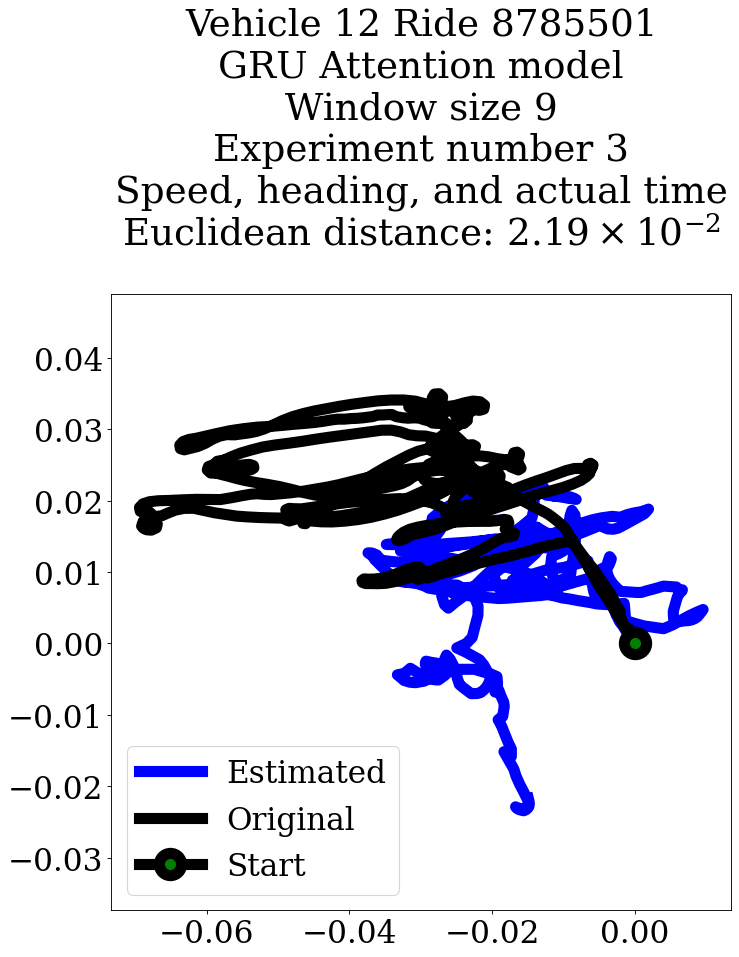 Vehicle 12 Ride 8785501
GRU Attention model
Window size 9
Experiment number 3
Speed, heading, and actual time
Euclidean distance: 2.19 × 10⁻²
0.04
0.03
0.02
0.01
0.00
−0.01
−0.02
−0.03
Estimated
Original
Start
−0.06 −0.04 −0.02 0.00